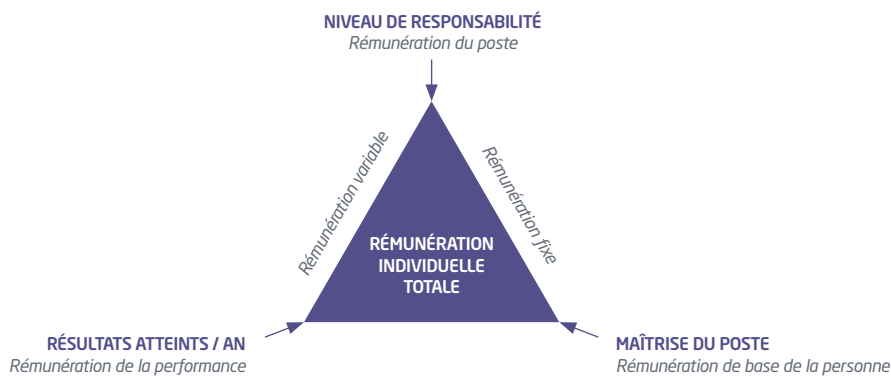 NIVEAU DE RESPONSABILITÉ
Rémunération du poste
Rémunération variable
Rémunération fixe
RÉMUNÉRATION
INDIVIDUELLE
TOTALE
RÉSULTATS ATTEINTS / AN
Rémunération de la performance
MAÎTRISE DU POSTE
Rémunération de base de la personne